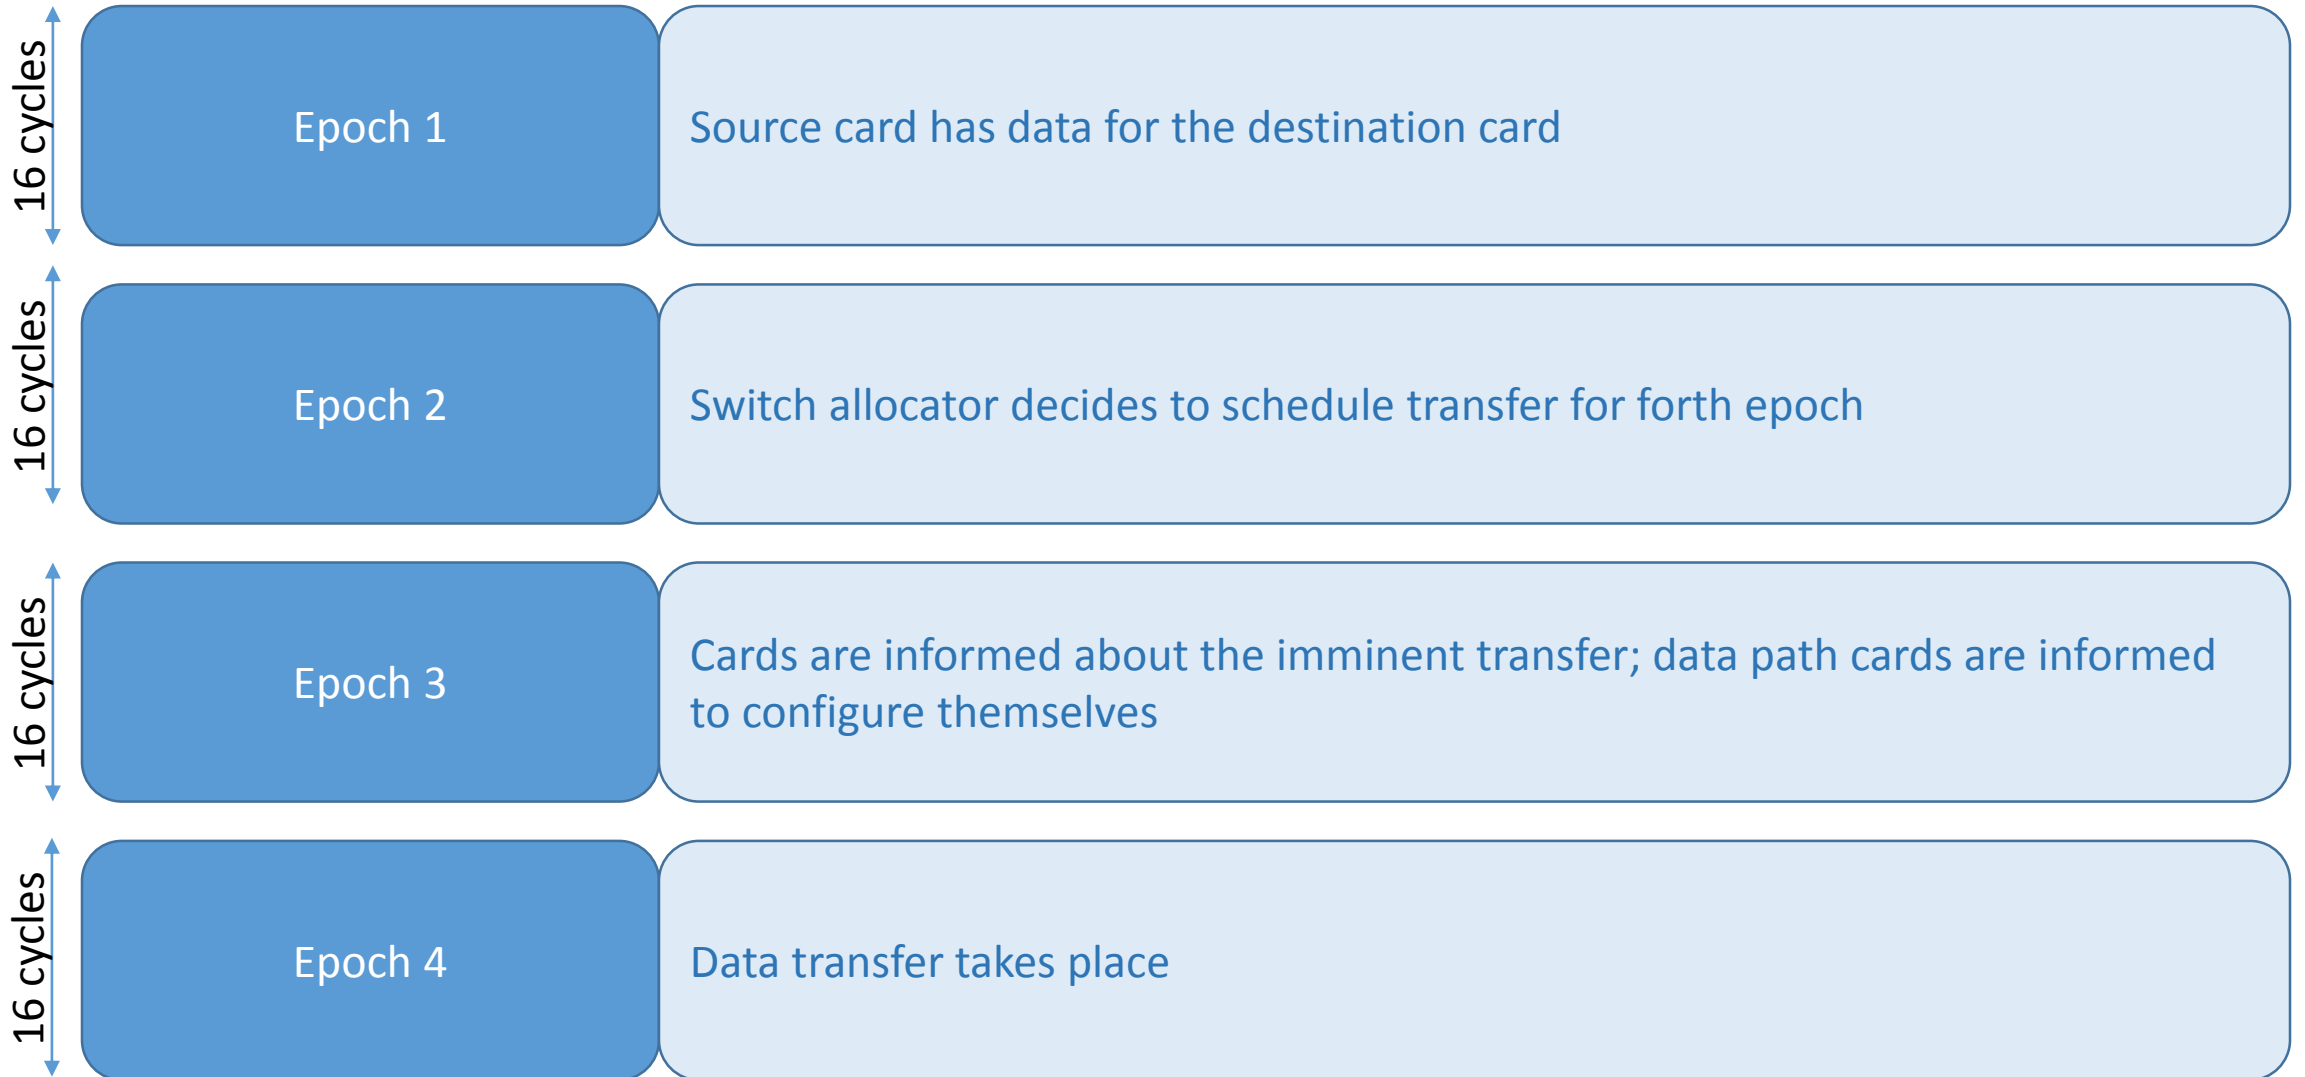 16 cycles
Epoch 1
Source card has data for the destination card
16 cycles
Epoch 2
Switch allocator decides to schedule transfer for forth epoch
16 cycles
Epoch 3
Cards are informed about the imminent transfer; data path cards are informed
to configure themselves
16 cycles
Epoch 4
Data transfer takes place